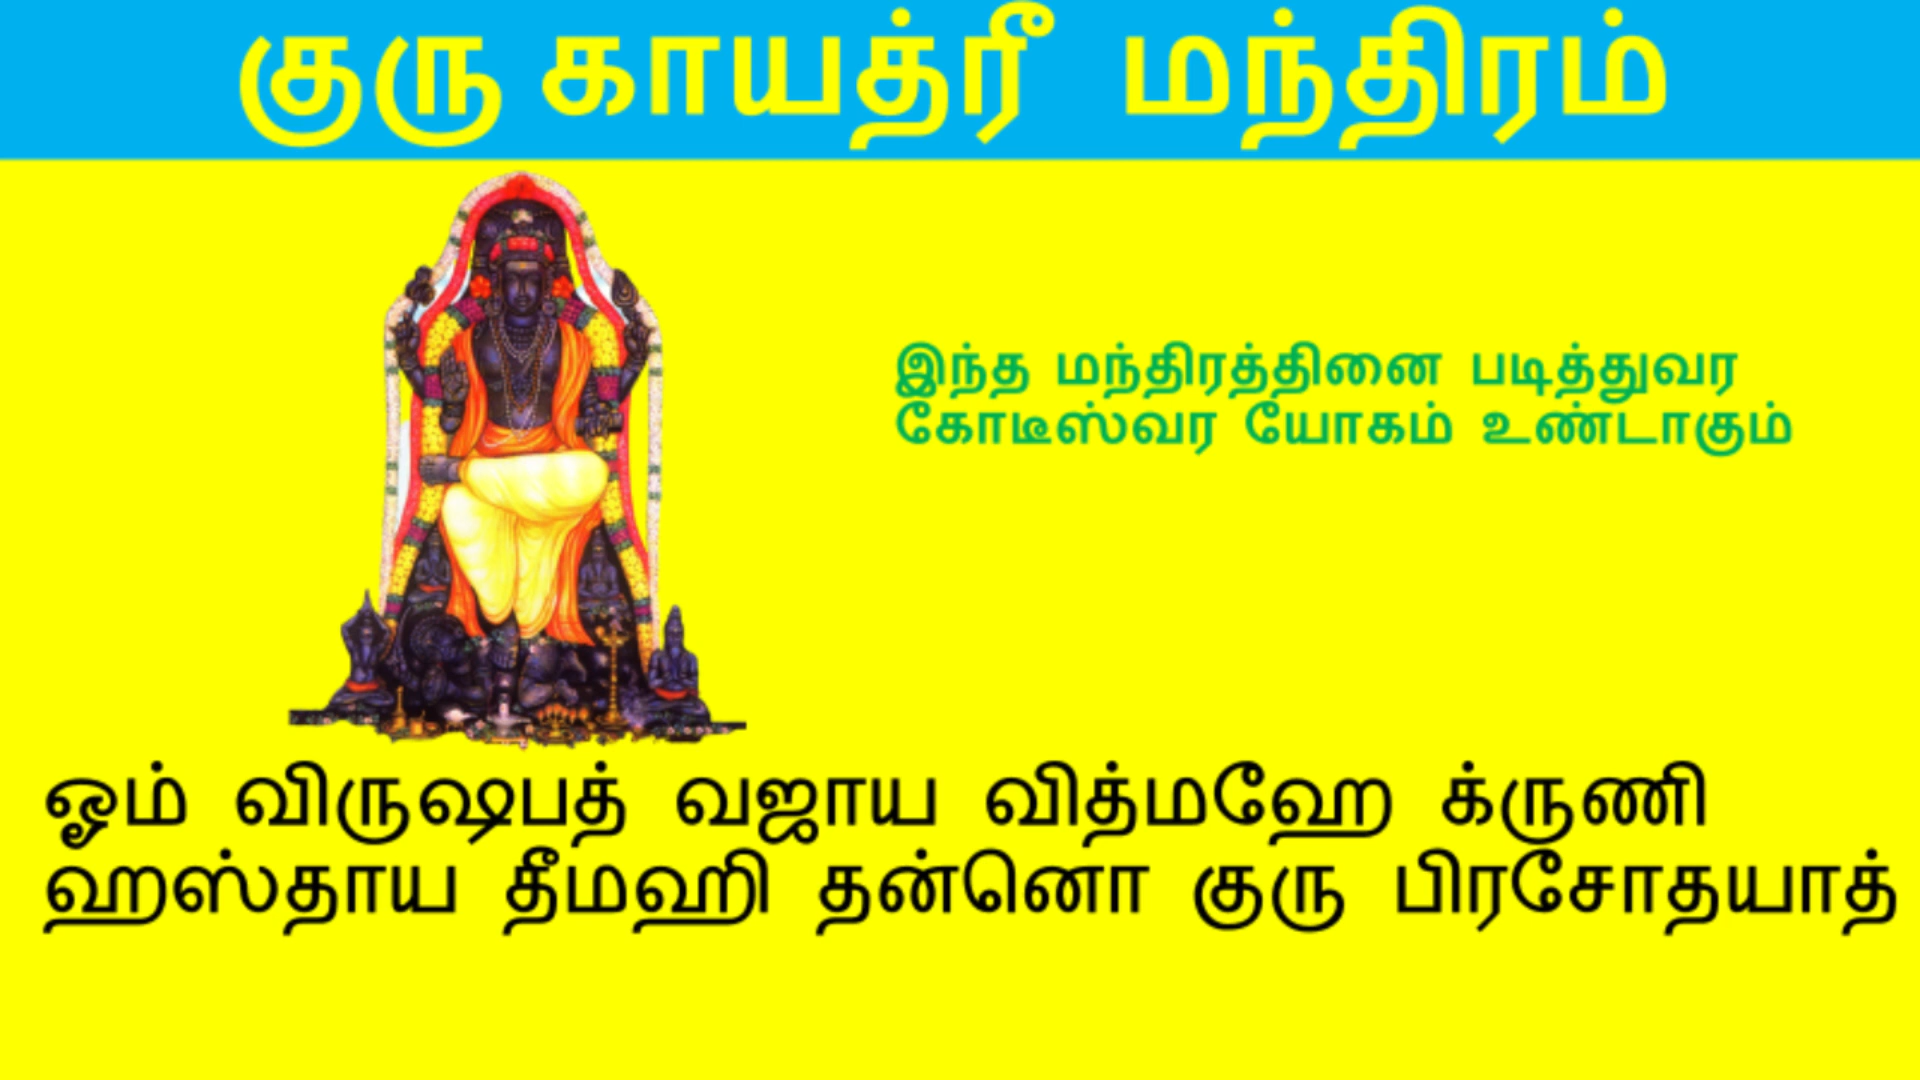 குரு காயத்ரீ மந்திரம்
இந்த மந்திரத்தினை படித்துவர
கோடீஸ்வர யோகம் உண்டாகும்
ஓம் விருஷபத் வஜாய வித்மஹே க்ருணி
ஹஸ்தாய தீமஹி தன்னொ குரு பிரசோதயாத்